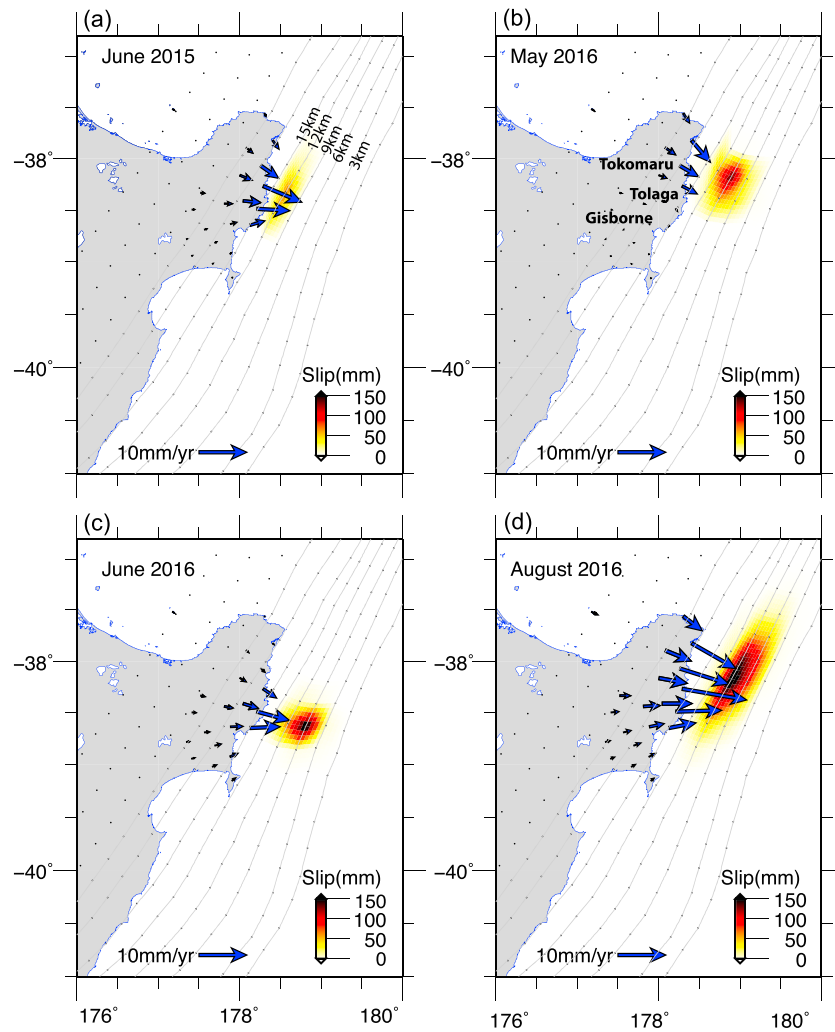 (a)
June 2015
15km
12km
9km
6km
3km
−38°
−40°
Slip(mm)
150
100
50
0
10mm/yr
(b)
May 2016
Tokomaru
Tolaga
Gisborne
−38°
−40°
Slip(mm)
150
100
50
0
10mm/yr
(c)
June 2016
−38°
−40°
Slip(mm)
150
100
50
0
10mm/yr
176°
178°
180°
(d)
August 2016
−38°
−40°
Slip(mm)
150
100
50
0
10mm/yr
176°
178°
180°